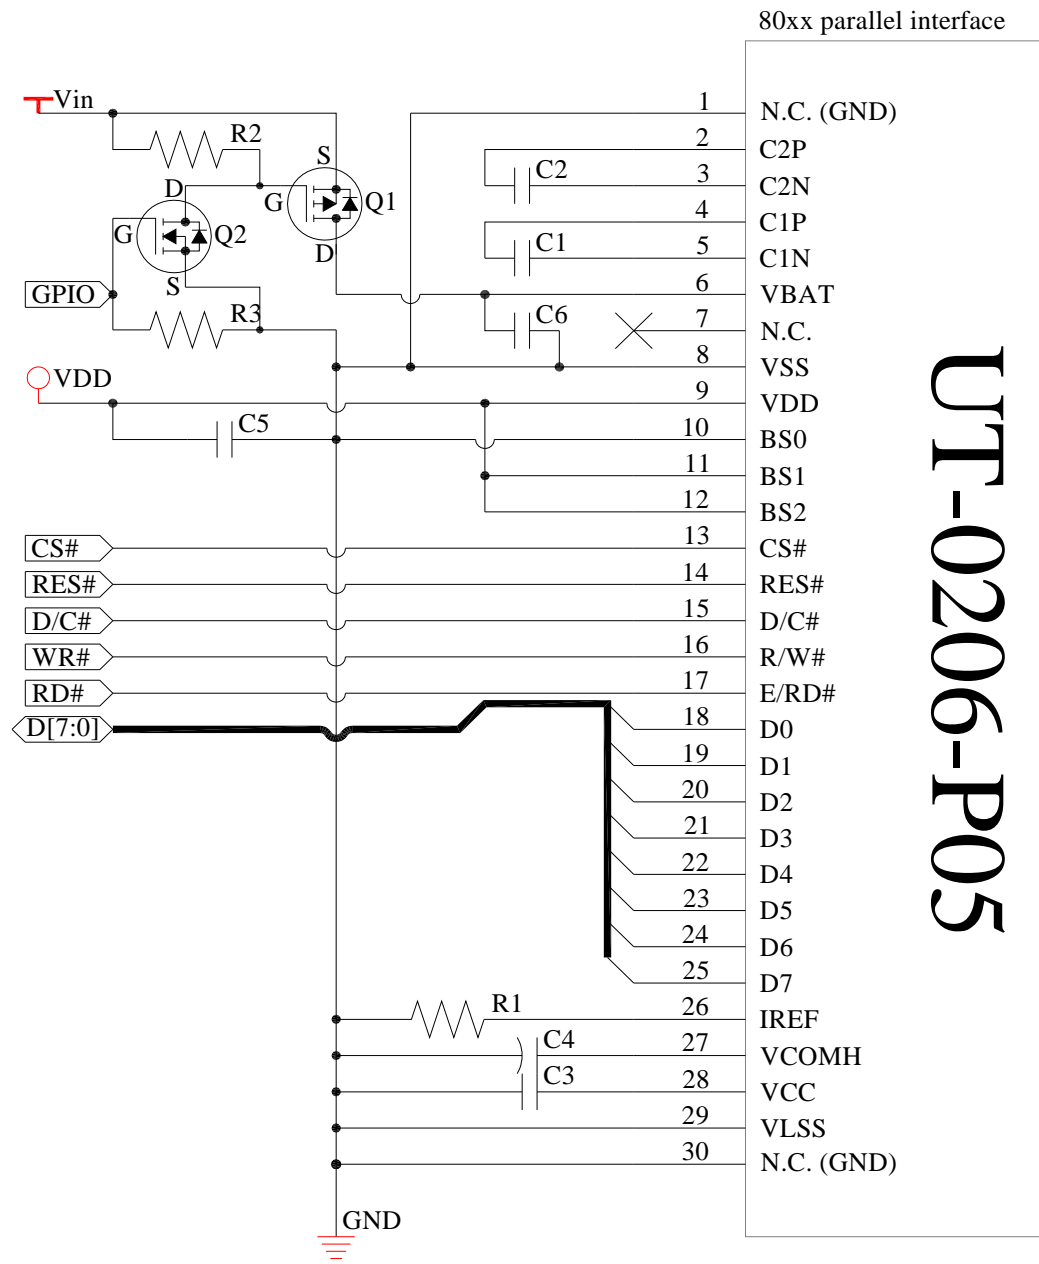 80xx parallel interface
Vin
R2
S
D
G
Q1
G
Q2
D
S
GPIO
R3
VDD
C5
C2
C1
C6
1 N.C. (GND)
2 C2P
3 C2N
4 C1P
5 C1N
6 VBAT
7 N.C.
8 VSS
9 VDD
10 BS0
11 BS1
12 BS2
CS# 13 CS#
RES# 14 RES#
D/C# 15 D/C#
WR# 16 R/W#
RD# 17 E/RD#
D[7:0] 18 D0
19 D1
20 D2
21 D3
22 D4
23 D5
24 D6
25 D7
R1 26 IREF
C4 27 VCOMH
C3 28 VCC
29 VLSS
30 N.C. (GND)
GND
UT-0206-P05